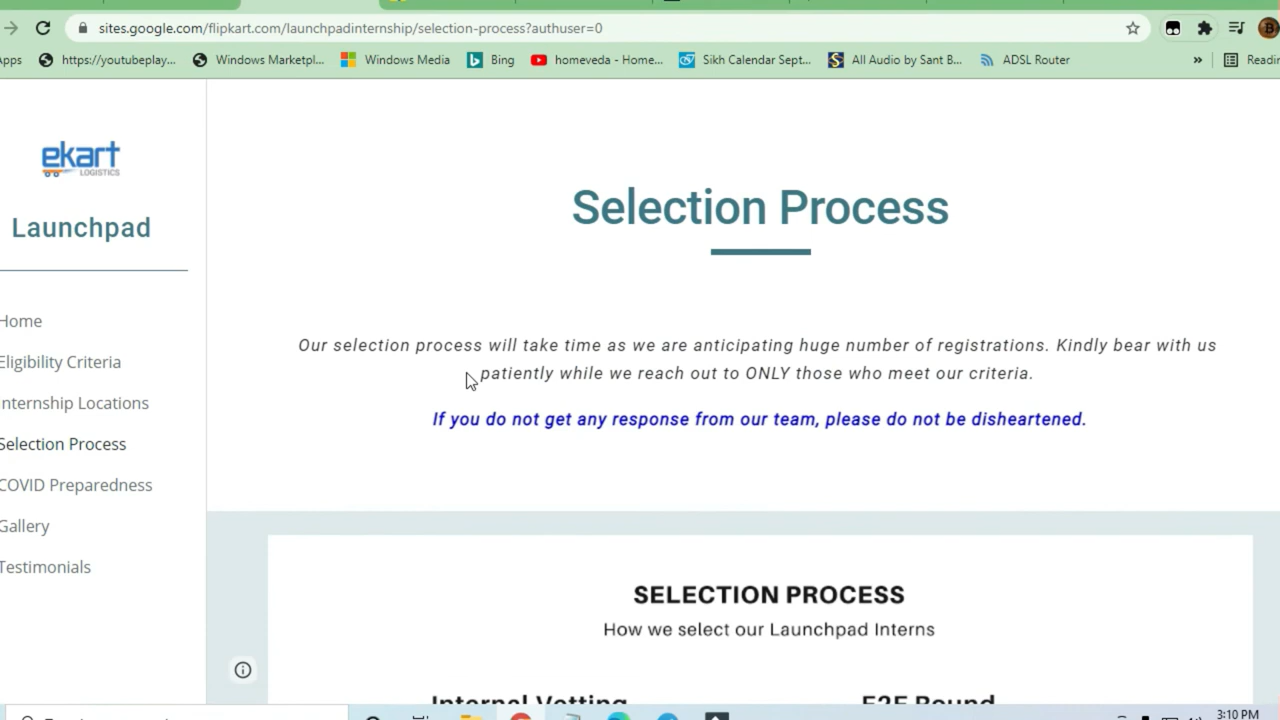 sites.google.com/flipkart.com/launchpadinternship/selection-process?authuser=0
Apps https://youtubeplay... Windows Marketpl... Windows Media Bing homeveda - Home... Sikh Calendar Sept... All Audio by Sant B... ADSL Router » Readin
ekart
LOGISTICS
Launchpad
Home
Eligibility Criteria
Internship Locations
Selection Process
COVID Preparedness
Gallery
Testimonials
Selection Process
Our selection process will take time as we are anticipating huge number of registrations. Kindly bear with us
patiently while we reach out to ONLY those who meet our criteria.
If you do not get any response from our team, please do not be disheartened.
SELECTION PROCESS
How we select our Launchpad Interns
Internal Vetting F2F Round
3:10 PM